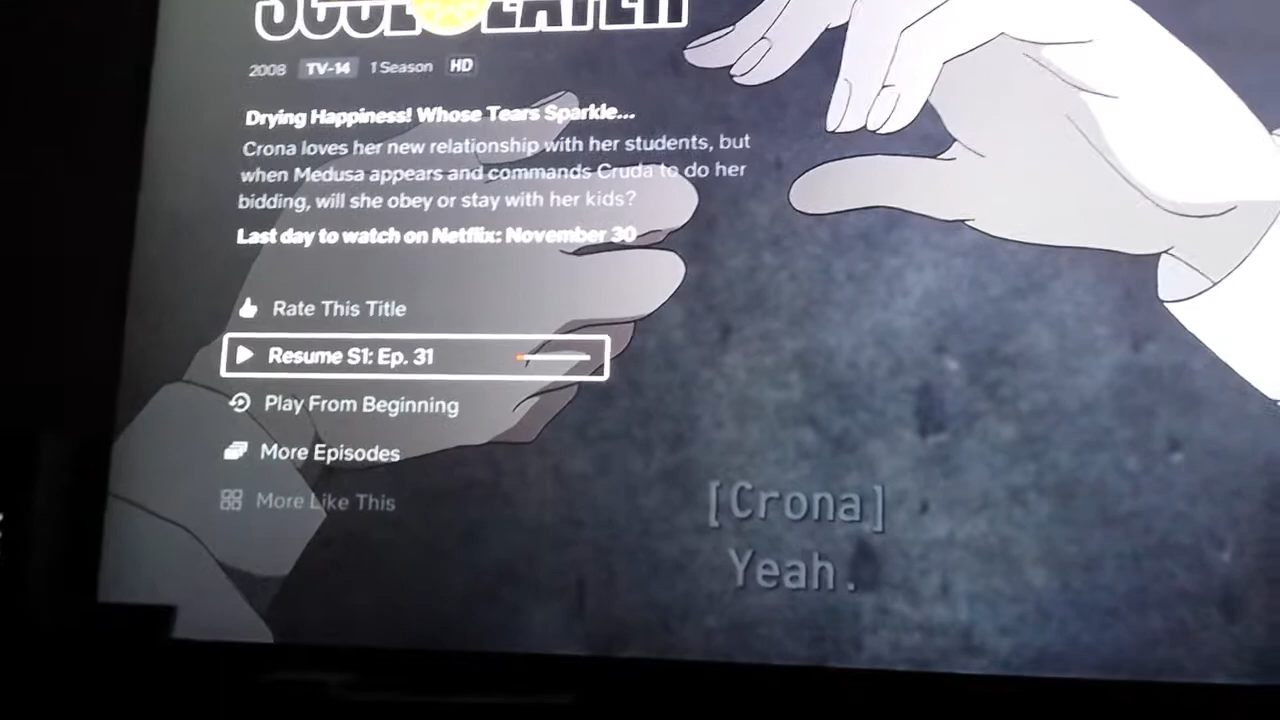 SOUL EATER
2008 TV-14 1 Season HD
Drying Happiness! Whose Tears Sparkle...
Crona loves her new relationship with her students, but
when Medusa appears and commands Cruda to do her
bidding, will she obey or stay with her kids?
Last day to watch on Netflix: November 30
Rate This Title
Resume S1: Ep. 31
Play From Beginning
More Episodes
More Like This
[Crona]
Yeah.